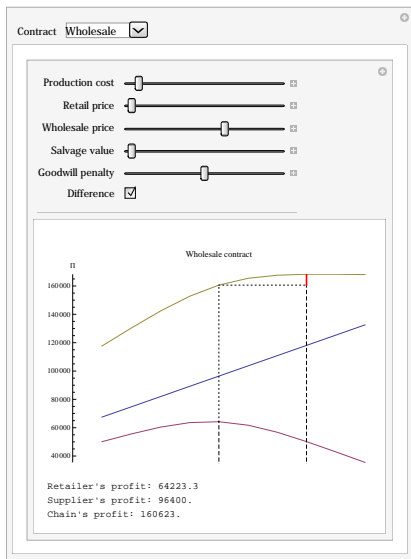 Contract Wholesale
Production cost
Retail price
Wholesale price
Salvage value
Goodwill penalty
Difference
Wholesale contract
Π
160000
140000
120000
100000
80000
60000
40000
Retailer's profit: 64223.3
Supplier's profit: 96400.
Chain's profit: 160623.